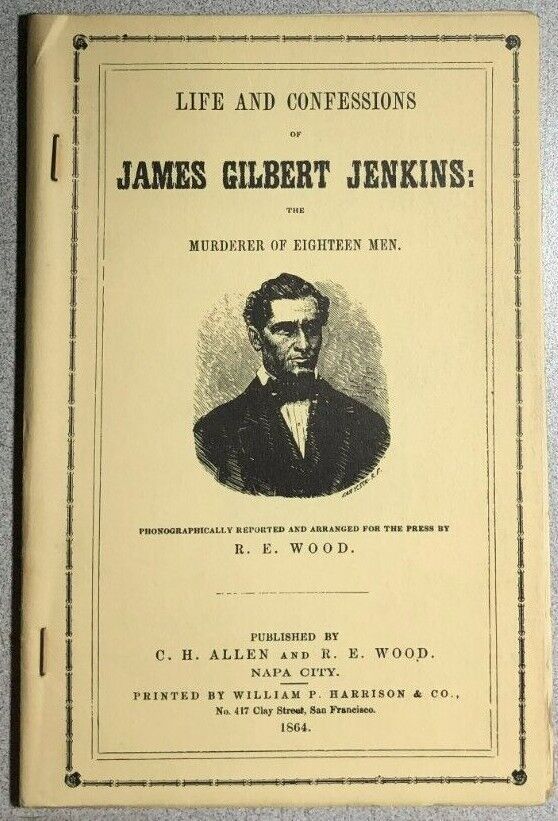 LIFE AND CONFESSIONS
OF
JAMES GILBERT JENKINS:
THE
MURDERER OF EIGHTEEN MEN.
PHONOGRAPHICALLY REPORTED AND ARRANGED FOR THE PRESS BY
R. E. WOOD.
PUBLISHED BY
C. H. ALLEN AND R. E. WOOD.
NAPA CITY.
PRINTED BY WILLIAM P. HARRISON & CO.,
No. 417 Clay Street, San Francisco.
1864.